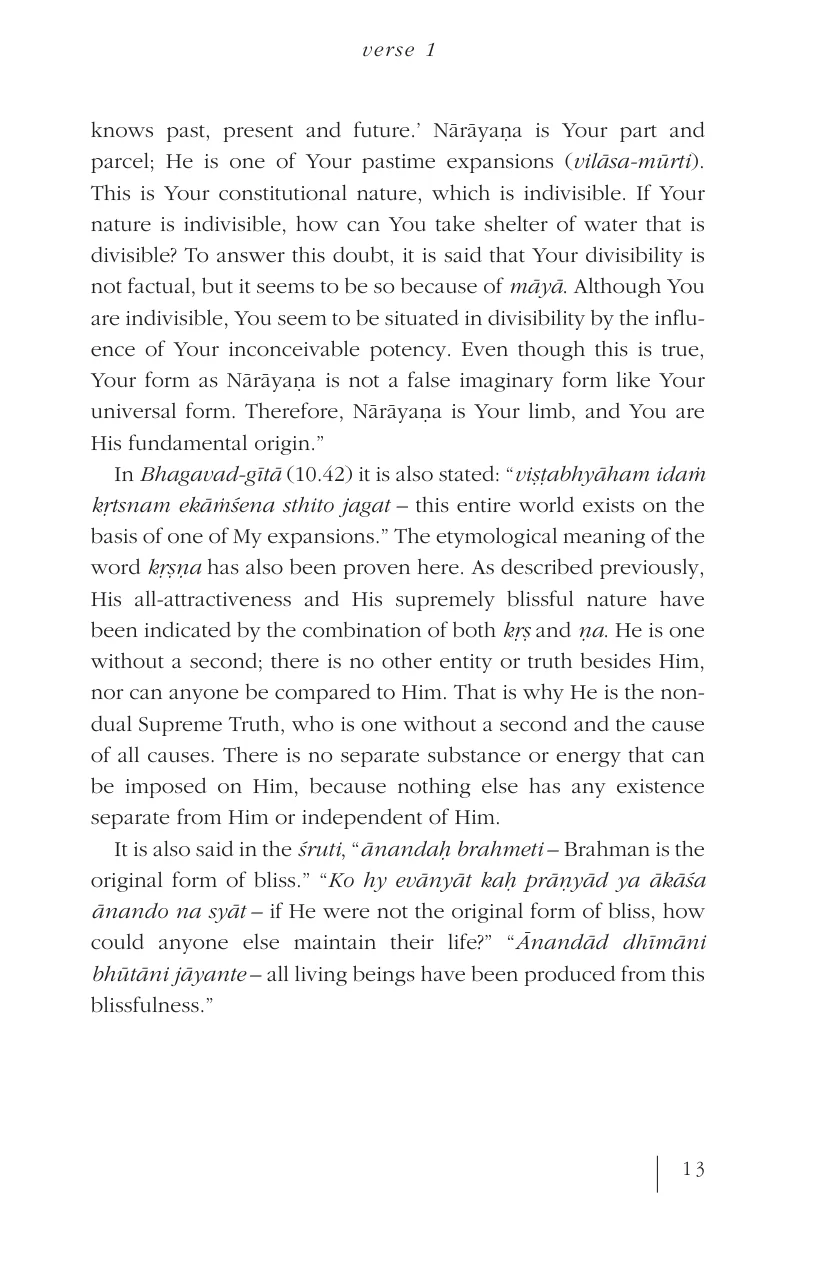 verse 1
knows past, present and future.’ Nārāyaṇa is Your part and
parcel; He is one of Your pastime expansions (vilāsa-mūrti).
This is Your constitutional nature, which is indivisible. If Your
nature is indivisible, how can You take shelter of water that is
divisible? To answer this doubt, it is said that Your divisibility is
not factual, but it seems to be so because of māyā. Although You
are indivisible, You seem to be situated in divisibility by the influ-
ence of Your inconceivable potency. Even though this is true,
Your form as Nārāyaṇa is not a false imaginary form like Your
universal form. Therefore, Nārāyaṇa is Your limb, and You are
His fundamental origin.”
In Bhagavad-gītā (10.42) it is also stated: “viṣṭabhyāham idaṁ
kṛtsnam ekāṁśena sthito jagat – this entire world exists on the
basis of one of My expansions.” The etymological meaning of the
word kṛṣṇa has also been proven here. As described previously,
His all-attractiveness and His supremely blissful nature have
been indicated by the combination of both kṛṣ and ṇa. He is one
without a second; there is no other entity or truth besides Him,
nor can anyone be compared to Him. That is why He is the non-
dual Supreme Truth, who is one without a second and the cause
of all causes. There is no separate substance or energy that can
be imposed on Him, because nothing else has any existence
separate from Him or independent of Him.
It is also said in the śruti, “ānandaḥ brahmeti – Brahman is the
original form of bliss.” “Ko hy evānyāt kaḥ prāṇyād ya ākāśa
ānando na syāt – if He were not the original form of bliss, how
could anyone else maintain their life?” “Ānandād dhīmāni
bhūtāni jāyante – all living beings have been produced from this
blissfulness.”
13